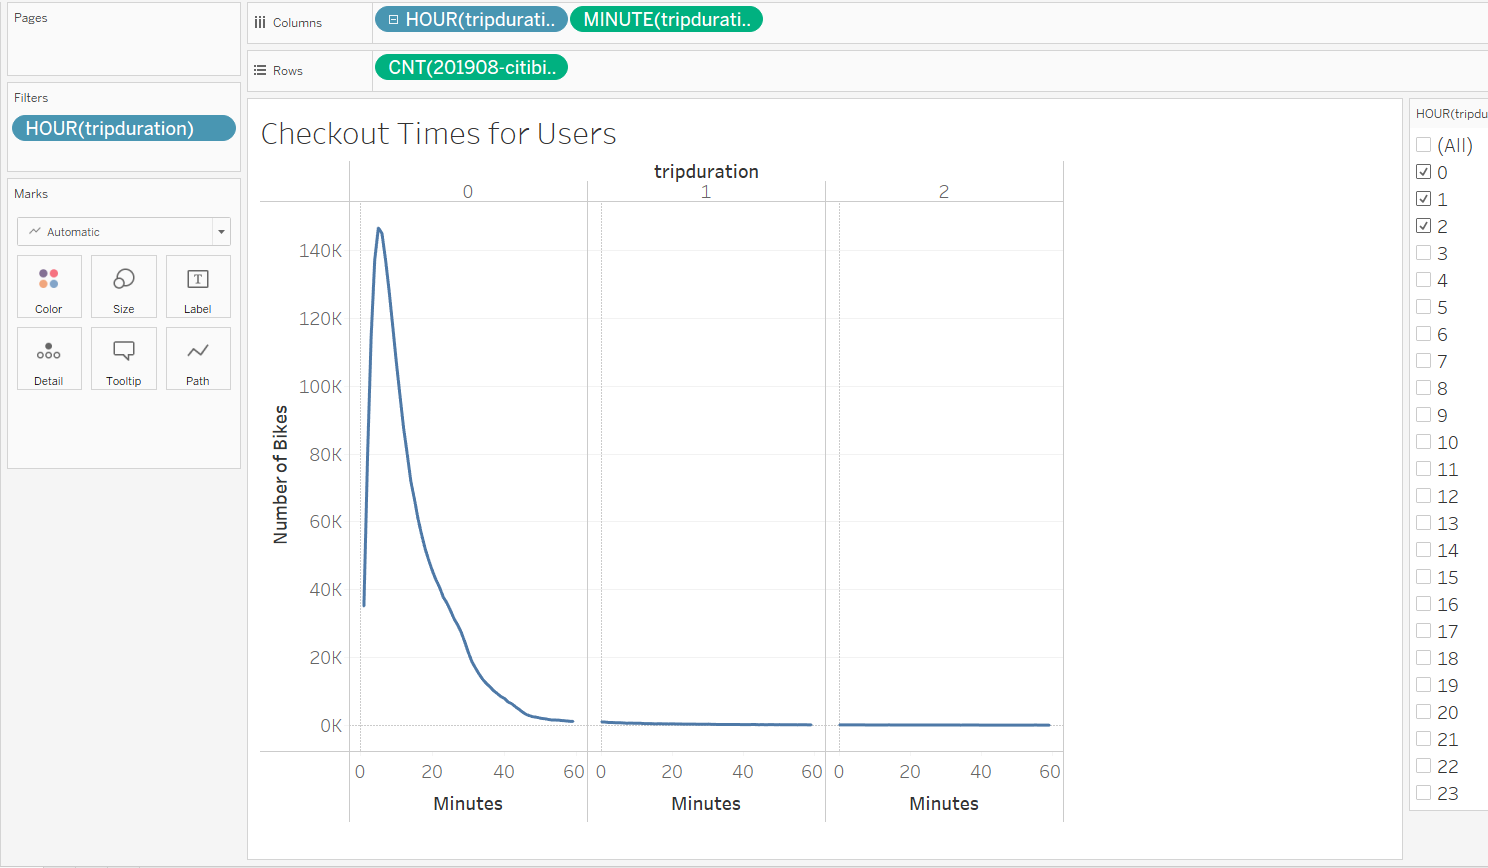 Pages
Columns
HOUR(tripdurati..
MINUTE(tripdurati..
Rows
CNT(201908-citibi..
Filters
HOUR(tripduration)
Marks
Automatic
Color
Size
Label
Detail
Tooltip
Path
Checkout Times for Users
tripduration
0 1 2
Number of Bikes
140K
120K
100K
80K
60K
40K
20K
0K
0 20 40 60 0 20 40 60 0 20 40 60
Minutes Minutes Minutes
HOUR(tripdu
(All)
0
1
2
3
4
5
6
7
8
9
10
11
12
13
14
15
16
17
18
19
20
21
22
23